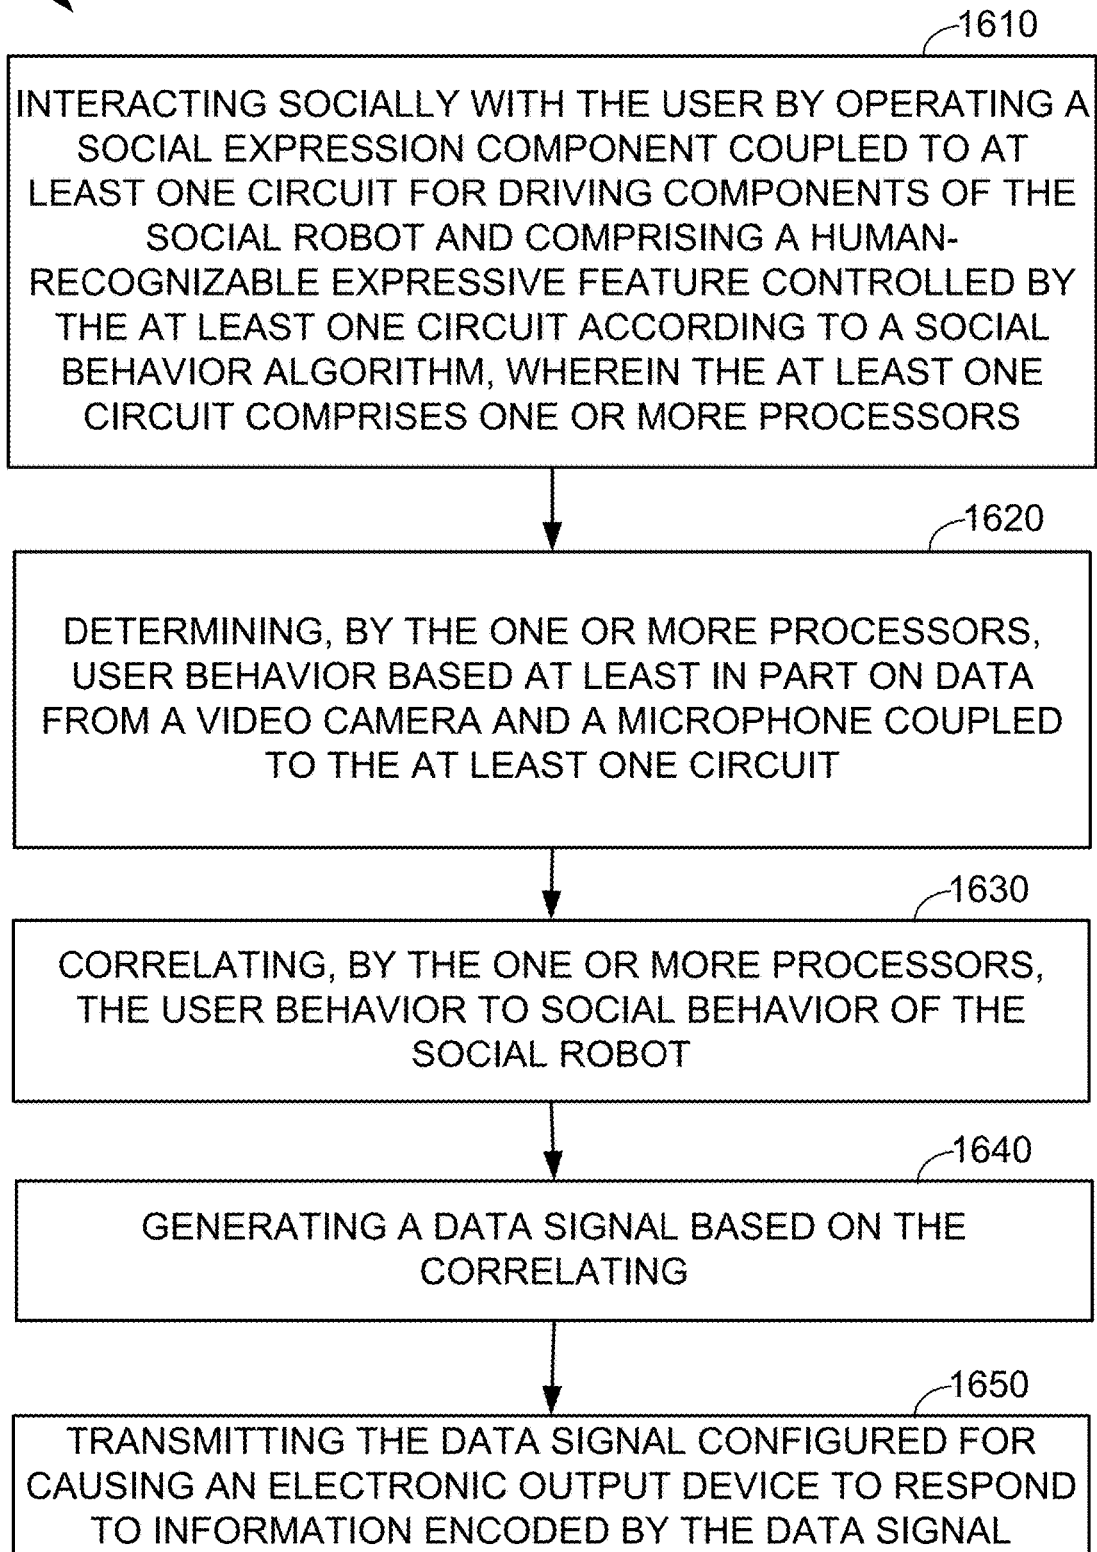 1610
INTERACTING SOCIALLY WITH THE USER BY OPERATING A
SOCIAL EXPRESSION COMPONENT COUPLED TO AT
LEAST ONE CIRCUIT FOR DRIVING COMPONENTS OF THE
SOCIAL ROBOT AND COMPRISING A HUMAN-
RECOGNIZABLE EXPRESSIVE FEATURE CONTROLLED BY
THE AT LEAST ONE CIRCUIT ACCORDING TO A SOCIAL
BEHAVIOR ALGORITHM, WHEREIN THE AT LEAST ONE
CIRCUIT COMPRISES ONE OR MORE PROCESSORS
1620
DETERMINING, BY THE ONE OR MORE PROCESSORS,
USER BEHAVIOR BASED AT LEAST IN PART ON DATA
FROM A VIDEO CAMERA AND A MICROPHONE COUPLED
TO THE AT LEAST ONE CIRCUIT
1630
CORRELATING, BY THE ONE OR MORE PROCESSORS,
THE USER BEHAVIOR TO SOCIAL BEHAVIOR OF THE
SOCIAL ROBOT
1640
GENERATING A DATA SIGNAL BASED ON THE
CORRELATING
1650
TRANSMITTING THE DATA SIGNAL CONFIGURED FOR
CAUSING AN ELECTRONIC OUTPUT DEVICE TO RESPOND
TO INFORMATION ENCODED BY THE DATA SIGNAL